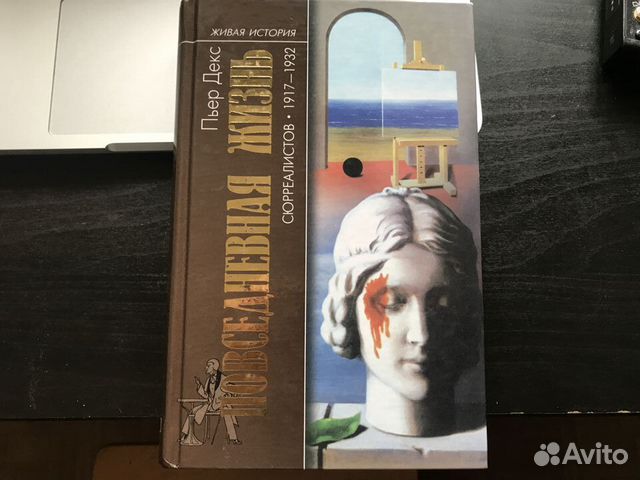 ЖИВАЯ ИСТОРИЯ
Пьер Декс
ПОВСЕДНЕВНАЯ ЖИЗНЬ
СЮРРЕАЛИСТОВ • 1917–1932
Avito